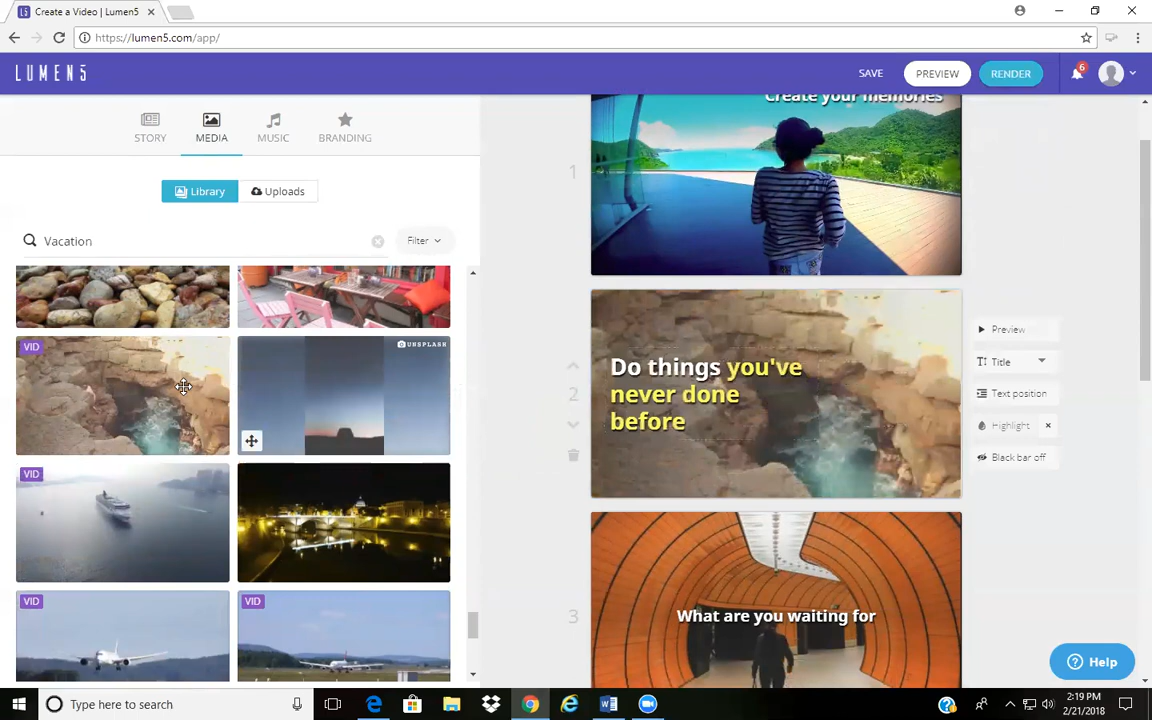 Create a Video | Lumen5
https://lumen5.com/app/
LUMEN5
SAVE
PREVIEW
RENDER
6
STORY
MEDIA
MUSIC
BRANDING
Library
Uploads
Vacation
Filter
VID
UNSPLASH
VID
VID
VID
Create your memories
1
Do things you've
never done
before
2
Preview
Title
Text position
Highlight
Black bar off
What are you waiting for
3
Help
Type here to search
2:19 PM
2/21/2018